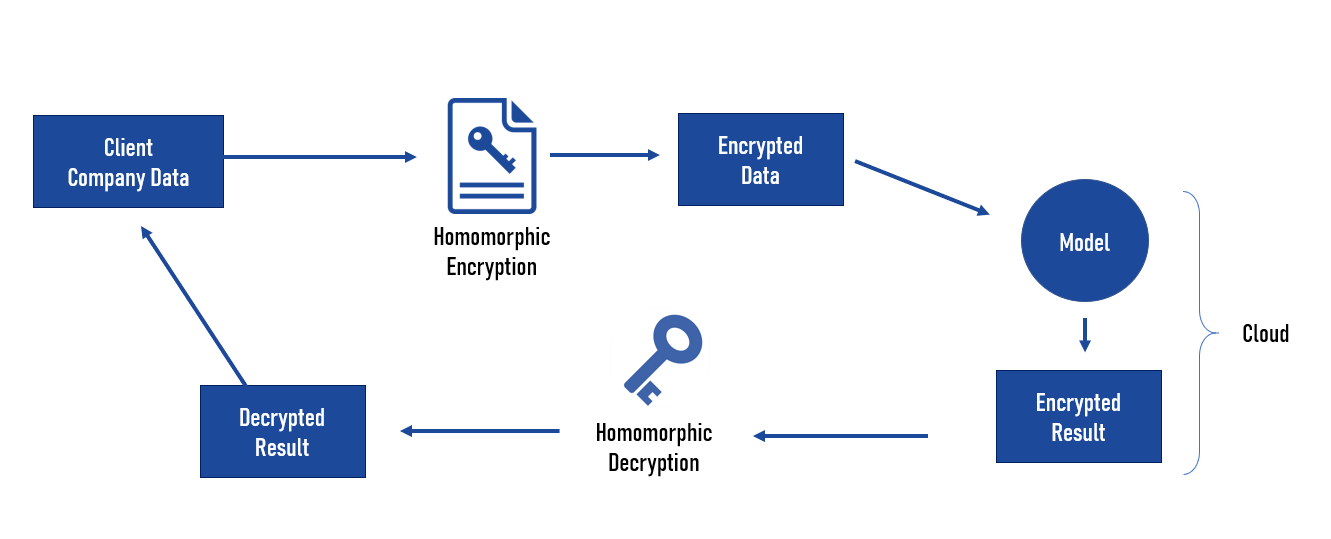 Client
Company Data
Homomorphic
Encryption
Encrypted
Data
Model
Cloud
Encrypted
Result
Homomorphic
Decryption
Decrypted
Result